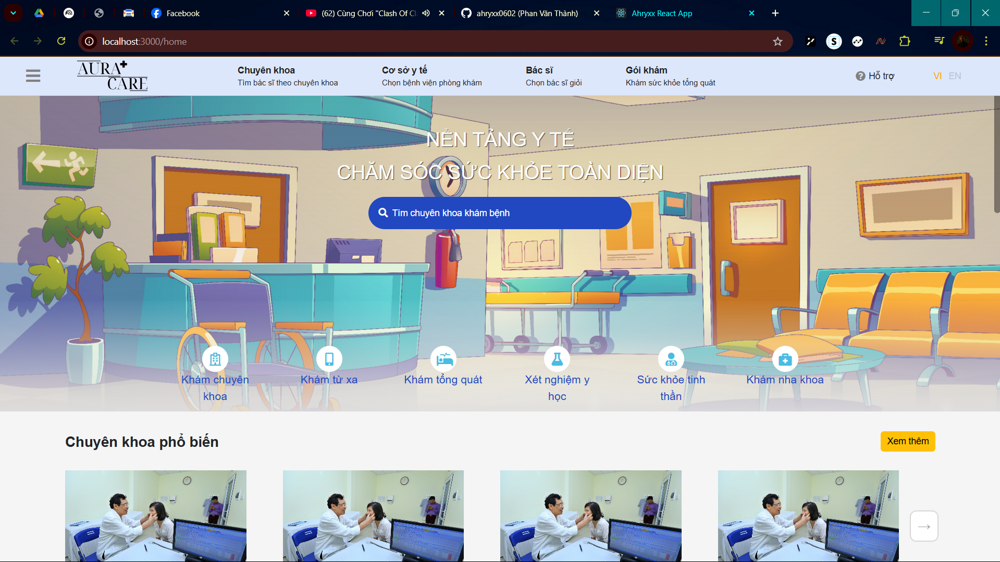 Facebook
(62) Cùng Chơi "Clash Of Cl
ahryxx0602 (Phan Văn Thành)
Ahryxx React App
localhost:3000/home
AURA
CARE
Chuyên khoa
Tìm bác sĩ theo chuyên khoa
Cơ sở y tế
Chọn bệnh viện phòng khám
Bác sĩ
Chọn bác sĩ giỏi
Gói khám
Khám sức khỏe tổng quát
Hỗ trợ
VI EN
NỀN TẢNG Y TẾ
CHĂM SÓC SỨC KHỎE TOÀN DIỆN
Tìm chuyên khoa khám bệnh
Khám chuyên
khoa
Khám từ xa
Khám tổng quát
Xét nghiệm y
học
Sức khỏe tinh
thần
Khám nha khoa
Chuyên khoa phổ biến
Xem thêm